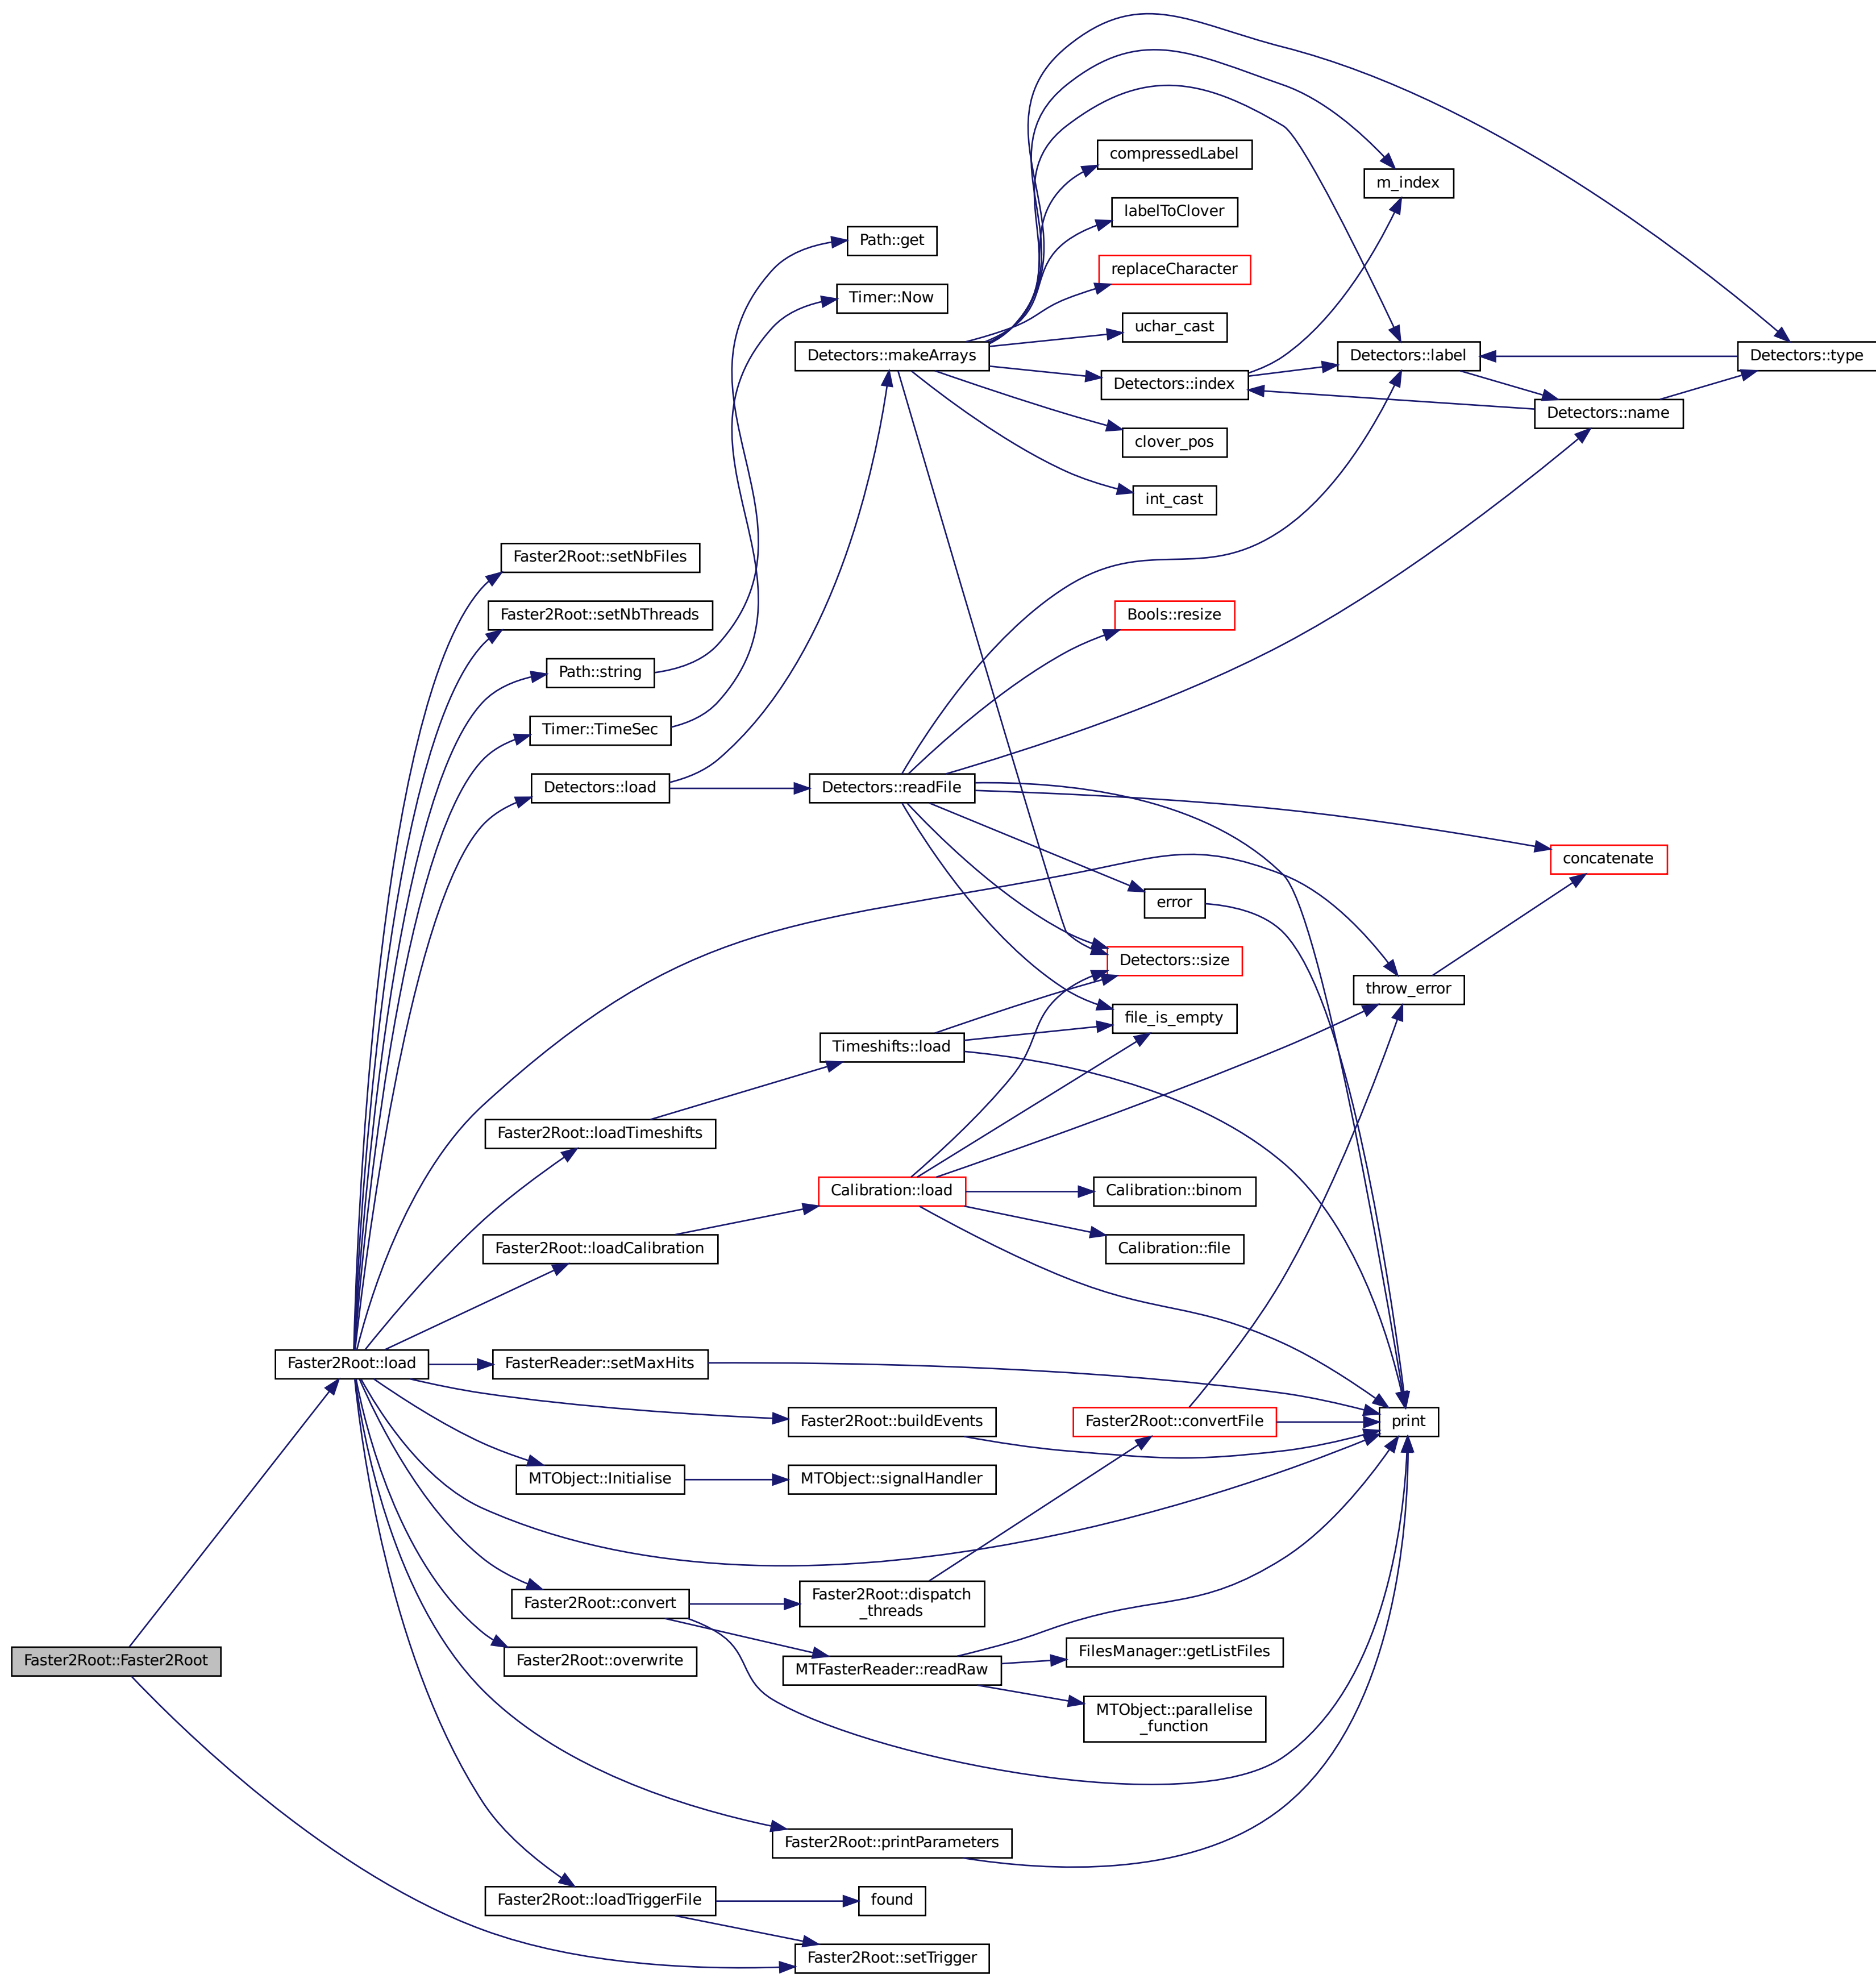 compressedLabel
m_index
labelToClover
Path::get
replaceCharacter
Timer::Now
uchar_cast
Detectors::makeArrays
Detectors::label
Detectors::type
Detectors::index
Detectors::name
clover_pos
int_cast
Faster2Root::setNbFiles
Faster2Root::setNbThreads
Bools::resize
Path::string
Timer::TimeSec
Detectors::load
Detectors::readFile
concatenate
error
Detectors::size
throw_error
file_is_empty
Timeshifts::load
Faster2Root::loadTimeshifts
Calibration::load
Calibration::binom
Faster2Root::loadCalibration
Calibration::file
Faster2Root::load
FasterReader::setMaxHits
Faster2Root::buildEvents
Faster2Root::convertFile
print
MTObject::Initialise
MTObject::signalHandler
Faster2Root::convert
Faster2Root::dispatch
_threads
Faster2Root::Faster2Root
Faster2Root::overwrite
MTFasterReader::readRaw
FilesManager::getListFiles
MTObject::parallelise
_function
Faster2Root::printParameters
Faster2Root::loadTriggerFile
found
Faster2Root::setTrigger